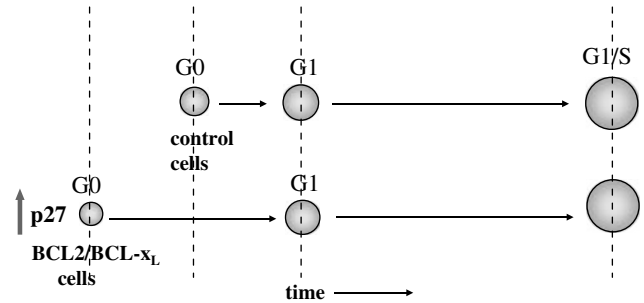 G1/S
G0
G1
control
cells
G0
G1
p27
BCL2/BCL-xL
cells
time